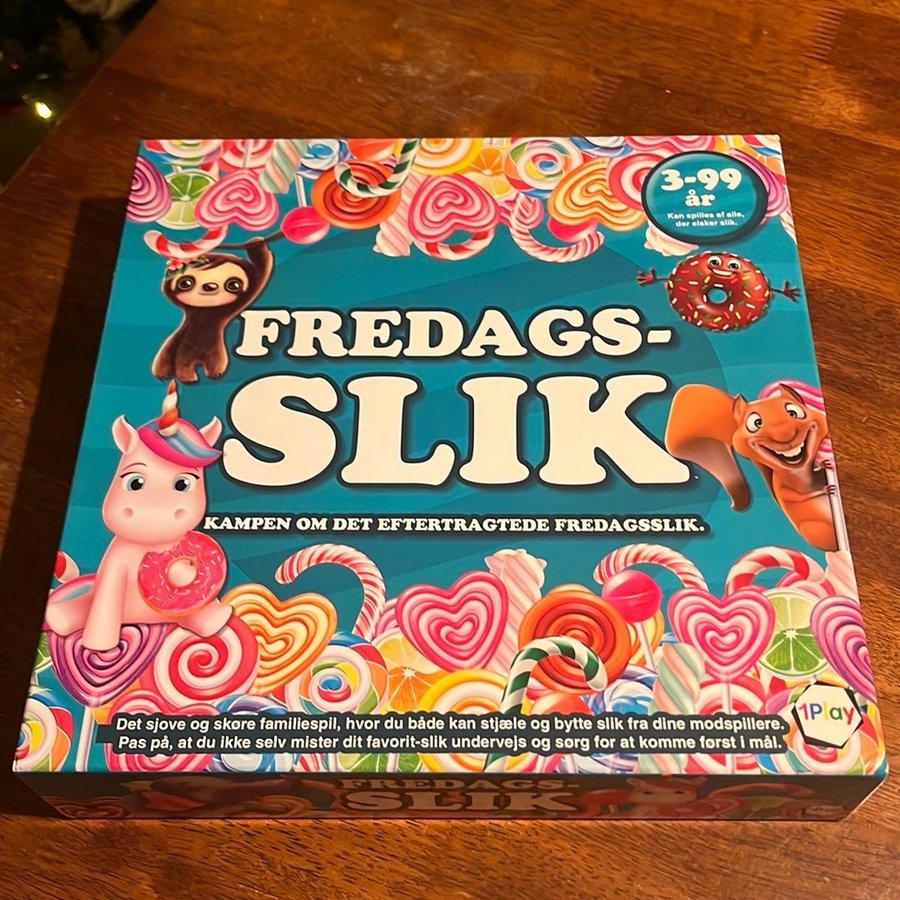 3-99
år
Kan spilles af alle,
der elsker slik.
FREDAGS-
SLIK
KAMPEN OM DET EFTERTRAGTEDE FREDAGSSLIK.
Det sjove og skøre familiespil, hvor du både kan stjæle og bytte slik fra dine modspillere.
Pas på, at du ikke selv mister dit favorit-slik undervejs og sørg for at komme først i mål.
1Play
FREDAGS-
SLIK